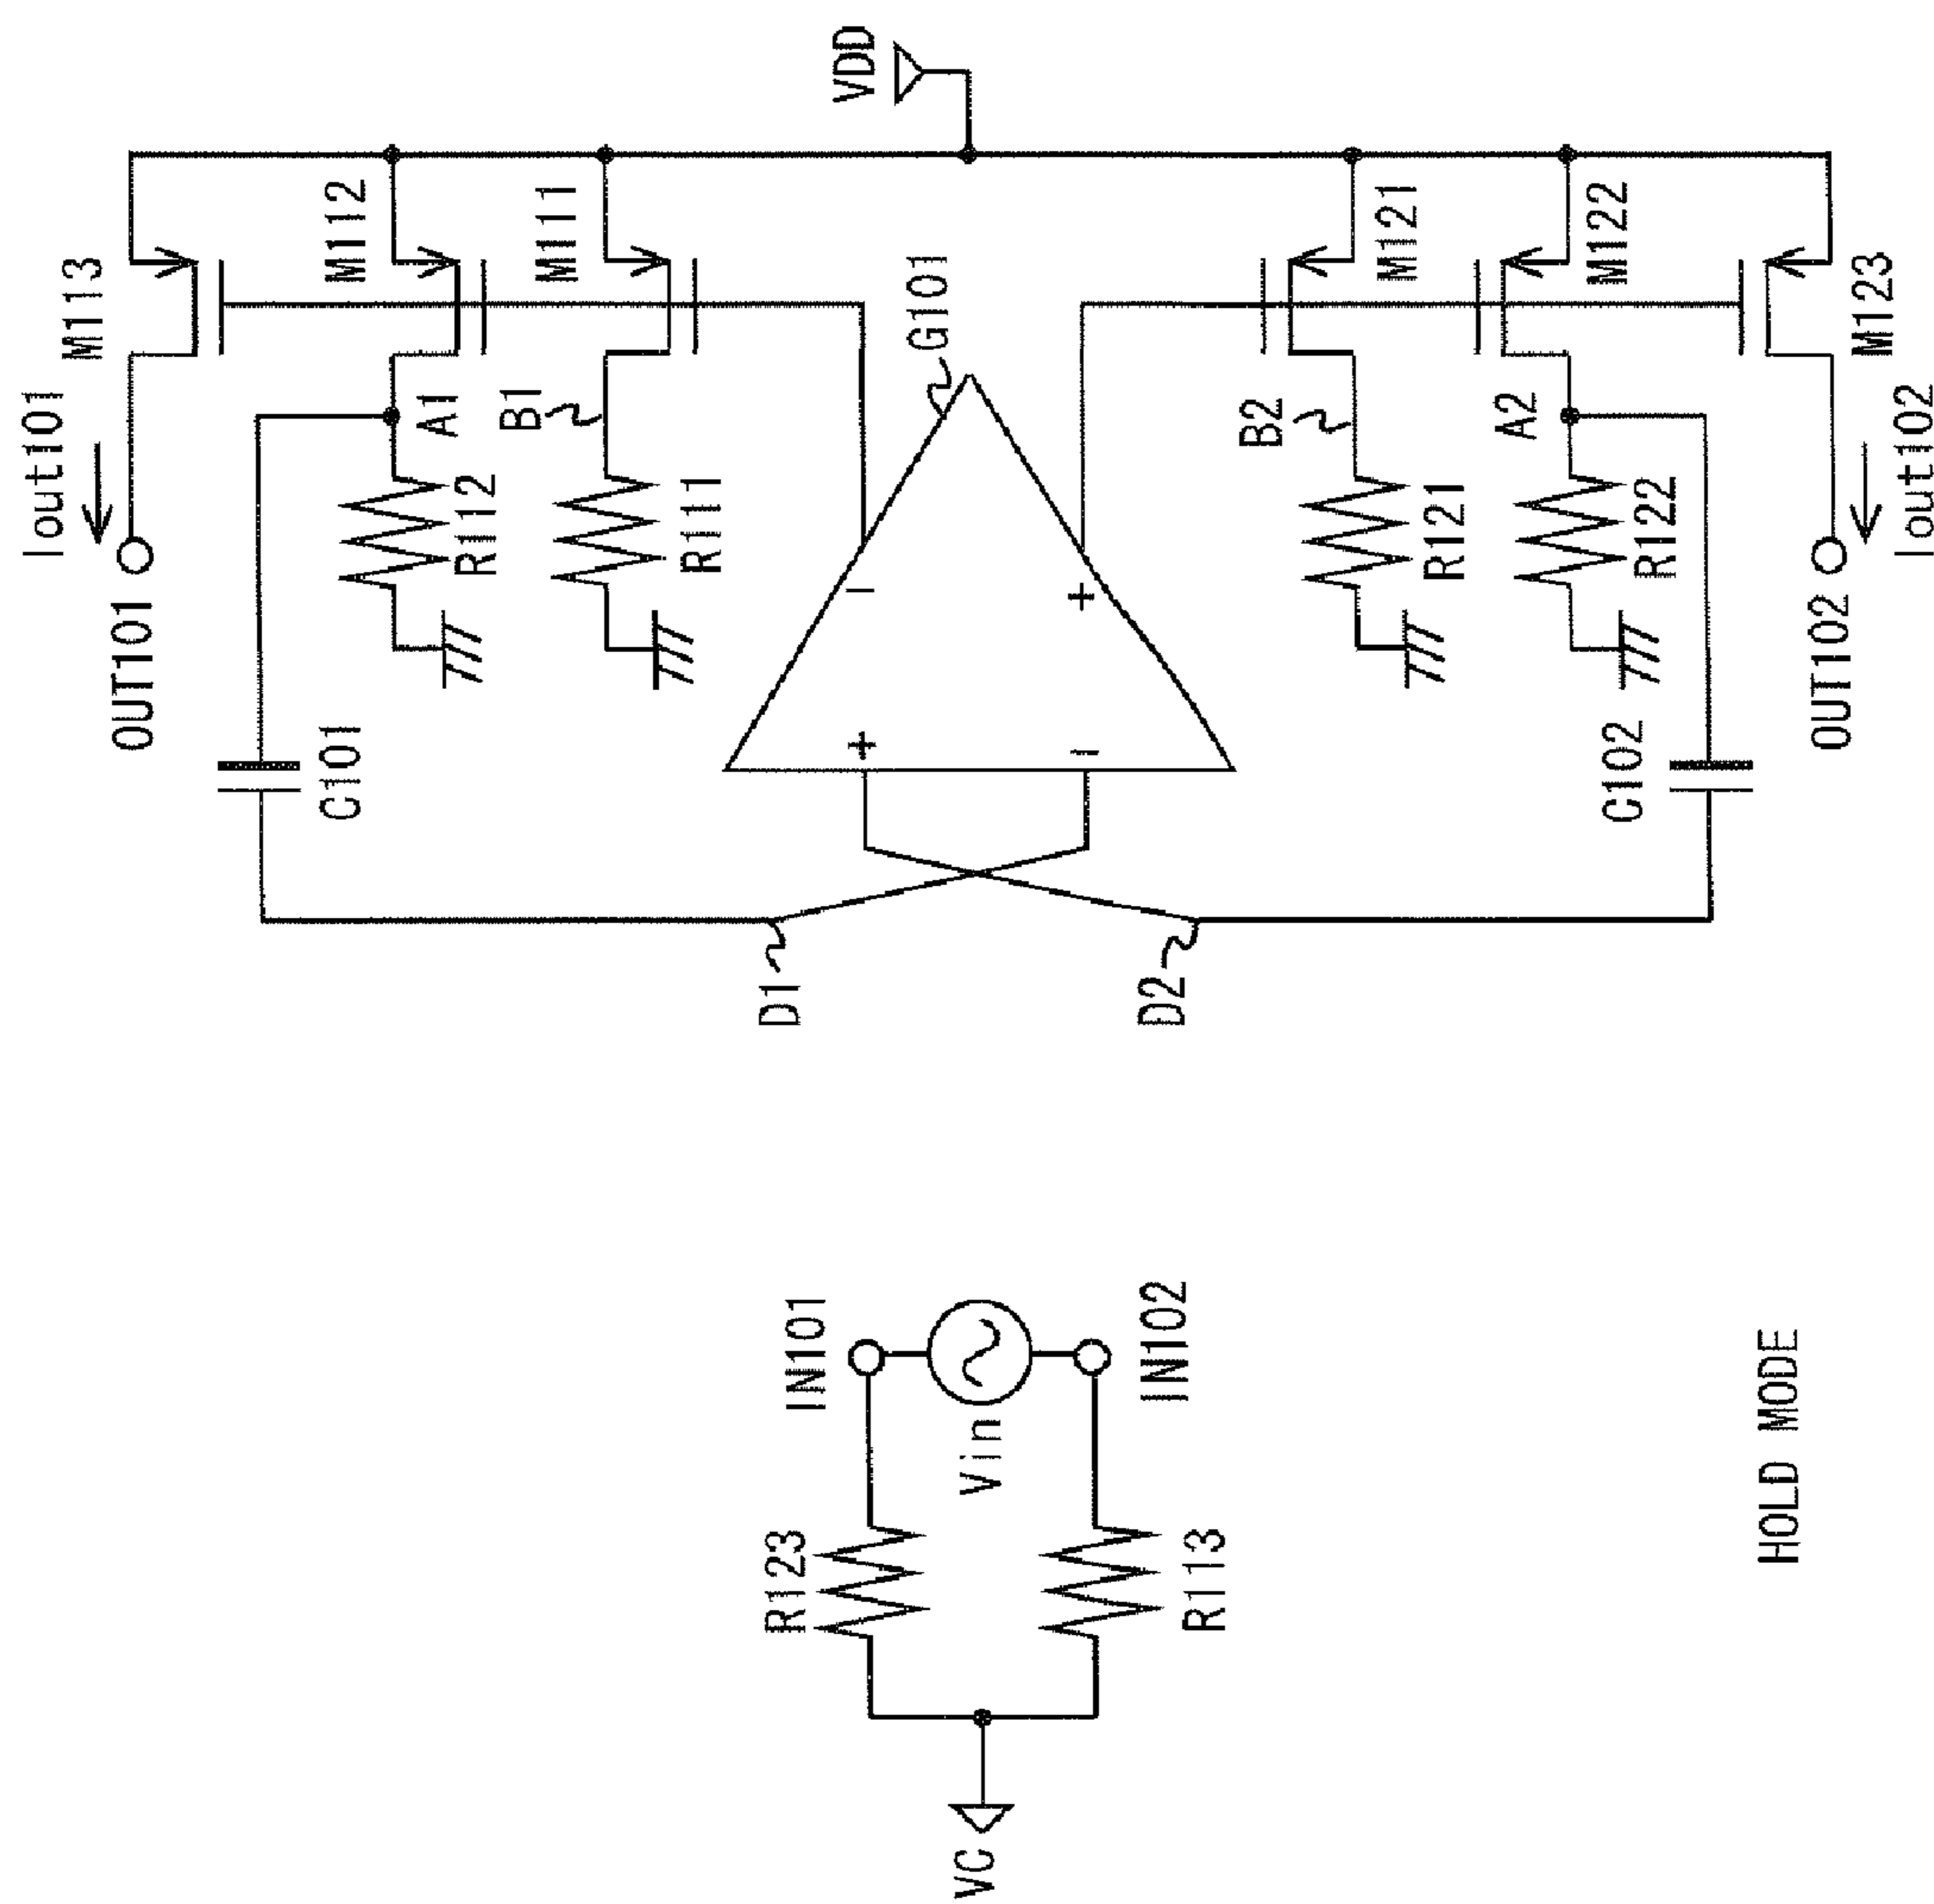 Iout101
OUT101
M113
C101
M112
A1
R112
M111
B1
R111
VDD
G101
+
−
−
+
D1
D2
B2
M121
R121
A2
M122
R122
C102
M123
OUT102
Iout102
IN101
R123
Vin
VC
IN102
R113
HOLD MODE